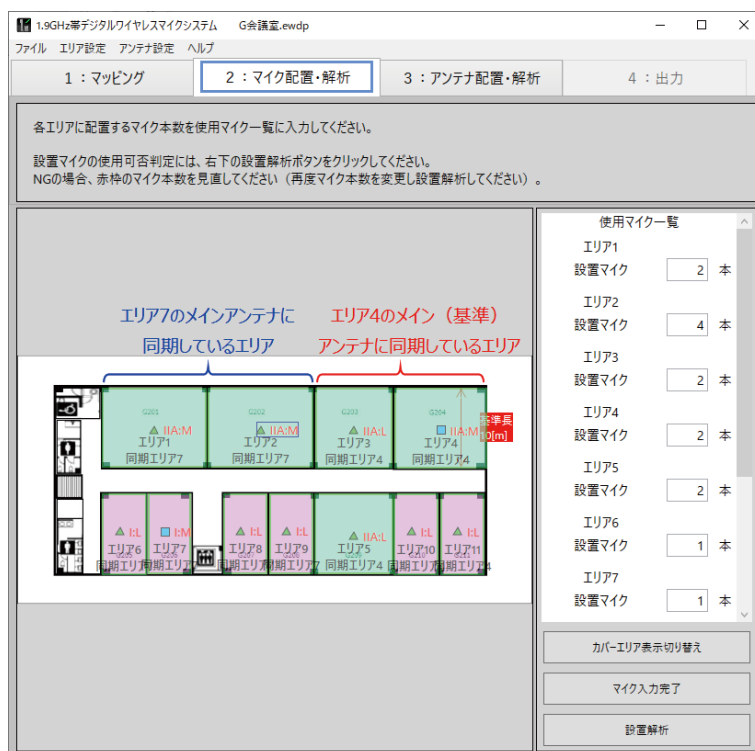 1.9GHz帯デジタルワイヤレスマイクシステム　G会議室.ewdp
ファイル　エリア設定　アンテナ設定　ヘルプ
1：マッピング　2：マイク配置・解析　3：アンテナ配置・解析　4：出力
各エリアに配置するマイク本数を使用マイク一覧に入力してください。
設置マイクの使用可否判定には、右下の設置解析ボタンをクリックしてください。
NGの場合、赤枠のマイク本数を見直してください（再度マイク本数を変更し設置解析してください）。
エリア7のメインアンテナに
同期しているエリア
エリア4のメイン（基準）
アンテナに同期しているエリア
G201
IIA:M
エリア1
同期エリア7
G202
IIA:M
エリア2
同期エリア7
G203
IIA:L
エリア3
同期エリア4
G204
IIA:M
エリア4
同期エリア4
基準長
I:L
エリア6
I:M
エリア7
I:L
エリア8
I:L
エリア9
IIA:L
エリア5
同期エリア4
I:L
エリア10
I:L
エリア11
使用マイク一覧
エリア1
設置マイク 2 本
エリア2
設置マイク 4 本
エリア3
設置マイク 2 本
エリア4
設置マイク 2 本
エリア5
設置マイク 2 本
エリア6
設置マイク 1 本
エリア7
設置マイク 1 本
カバーエリア表示切り替え
マイク入力完了
設置解析